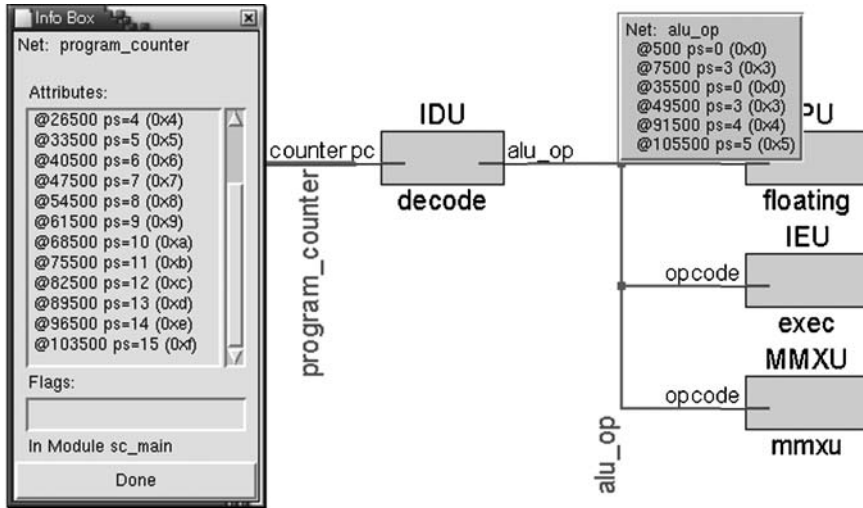 Info Box
Net: program_counter
Attributes:
@26500 ps=4 (0x4)
@33500 ps=5 (0x5)
@40500 ps=6 (0x6)
@47500 ps=7 (0x7)
@54500 ps=8 (0x8)
@61500 ps=9 (0x9)
@68500 ps=10 (0xa)
@75500 ps=11 (0xb)
@82500 ps=12 (0xc)
@89500 ps=13 (0xd)
@96500 ps=14 (0xe)
@103500 ps=15 (0xf)
Flags:
In Module sc_main
Done
counter pc
program_counter
IDU
decode
alu_op
Net: alu_op
@500 ps=0 (0x0)
@7500 ps=3 (0x3)
@35500 ps=0 (0x0)
@49500 ps=3 (0x3)
@91500 ps=4 (0x4)
@105500 ps=5 (0x5)
PU
floating
IEU
opcode
exec
MMXU
opcode
mmxu
alu_op